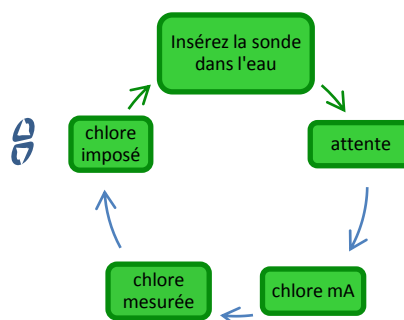 Insérez la sonde
dans l'eau
attente
chlore mA
chlore
mesurée
chlore
imposé